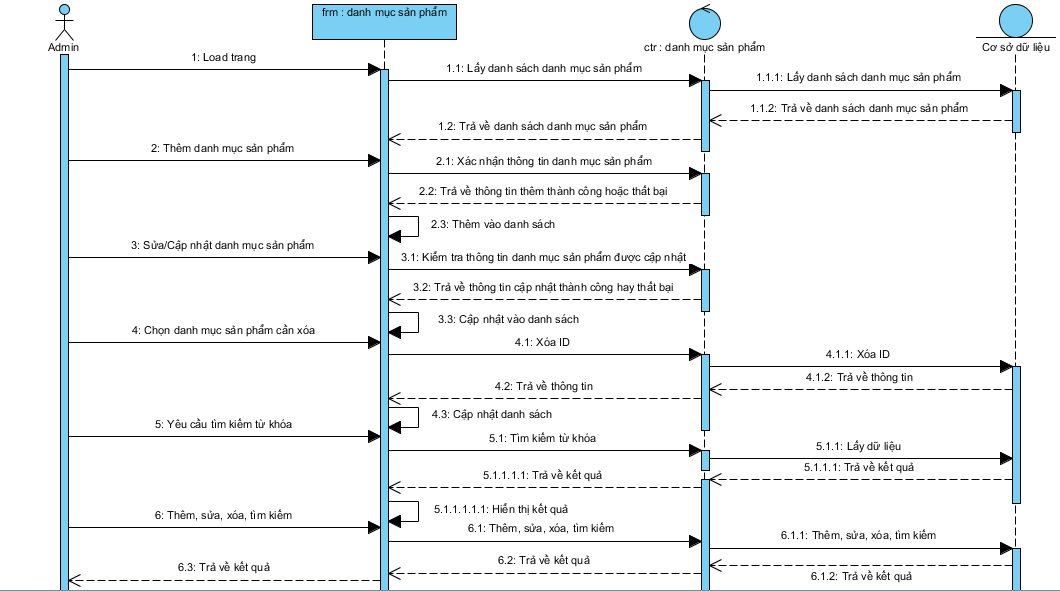 frm : danh mục sản phẩm
Admin
ctr : danh mục sản phẩm
Cơ sở dữ liệu
1: Load trang
1.1: Lấy danh sách danh mục sản phẩm
1.1.1: Lấy danh sách danh mục sản phẩm
1.1.2: Trả về danh sách danh mục sản phẩm
1.2: Trả về danh sách danh mục sản phẩm
2: Thêm danh mục sản phẩm
2.1: Xác nhận thông tin danh mục sản phẩm
2.2: Trả về thông tin thêm thành công hoặc thất bại
2.3: Thêm vào danh sách
3: Sửa/Cập nhật danh mục sản phẩm
3.1: Kiểm tra thông tin danh mục sản phẩm được cập nhật
3.2: Trả về thông tin cập nhật thành công hay thất bại
3.3: Cập nhật vào danh sách
4: Chọn danh mục sản phẩm cần xóa
4.1: Xóa ID
4.1.1: Xóa ID
4.1.2: Trả về thông tin
4.2: Trả về thông tin
4.3: Cập nhật danh sách
5: Yêu cầu tìm kiếm từ khóa
5.1: Tìm kiếm từ khóa
5.1.1: Lấy dữ liệu
5.1.1.1: Trả về kết quả
5.1.1.1.1: Trả về kết quả
5.1.1.1.1.1: Hiển thị kết quả
6: Thêm, sửa, xóa, tìm kiếm
6.1: Thêm, sửa, xóa, tìm kiếm
6.1.1: Thêm, sửa, xóa, tìm kiếm
6.2: Trả về kết quả
6.3: Trả về kết quả
6.1.2: Trả về kết quả